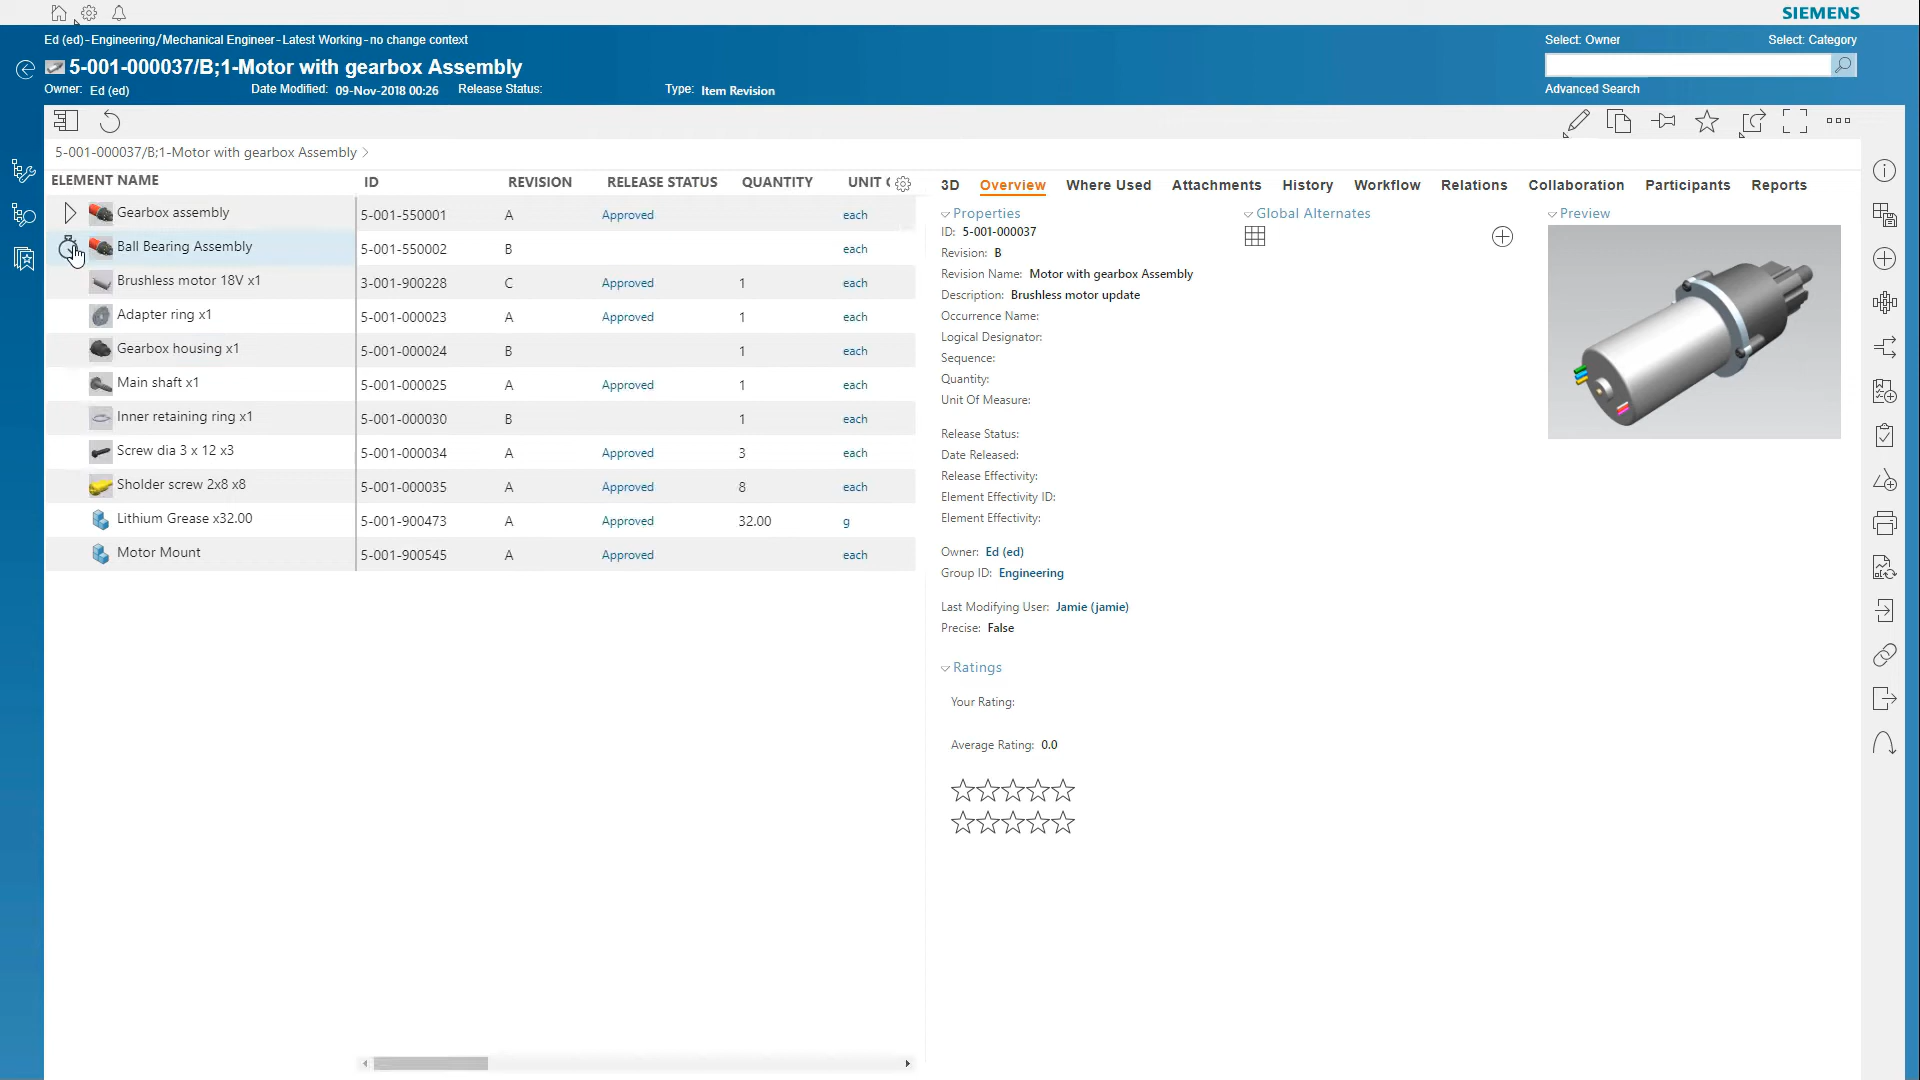 SIEMENS
Ed (ed)-Engineering/Mechanical Engineer-Latest Working-no change context
Select: Owner
Select: Category
5-001-000037/B;1-Motor with gearbox Assembly
Owner: Ed (ed)
Date Modified: 09-Nov-2018 00:26
Release Status:
Type: Item Revision
Advanced Search
5-001-000037/B;1-Motor with gearbox Assembly
ELEMENT NAME ID REVISION RELEASE STATUS QUANTITY UNIT
Gearbox assembly 5-001-550001 A Approved each
Ball Bearing Assembly 5-001-550002 B each
Brushless motor 18V x1 3-001-900228 C Approved 1 each
Adapter ring x1 5-001-000023 A Approved 1 each
Gearbox housing x1 5-001-000024 B 1 each
Main shaft x1 5-001-000025 A Approved 1 each
Inner retaining ring x1 5-001-000030 B 1 each
Screw dia 3 x 12 x3 5-001-000034 A Approved 3 each
Sholder screw 2x8 x8 5-001-000035 A Approved 8 each
Lithium Grease x32.00 5-001-900473 A Approved 32.00 g
Motor Mount 5-001-900545 A Approved each
3D Overview Where Used Attachments History Workflow Relations Collaboration Participants Reports
Properties
ID: 5-001-000037
Revision: B
Revision Name: Motor with gearbox Assembly
Description: Brushless motor update
Occurrence Name:
Logical Designator:
Sequence:
Quantity:
Unit Of Measure:
Release Status:
Date Released:
Release Effectivity:
Element Effectivity ID:
Element Effectivity:
Owner: Ed (ed)
Group ID: Engineering
Last Modifying User: Jamie (jamie)
Precise: False
Ratings
Your Rating:
Average Rating: 0.0
Global Alternates
Preview